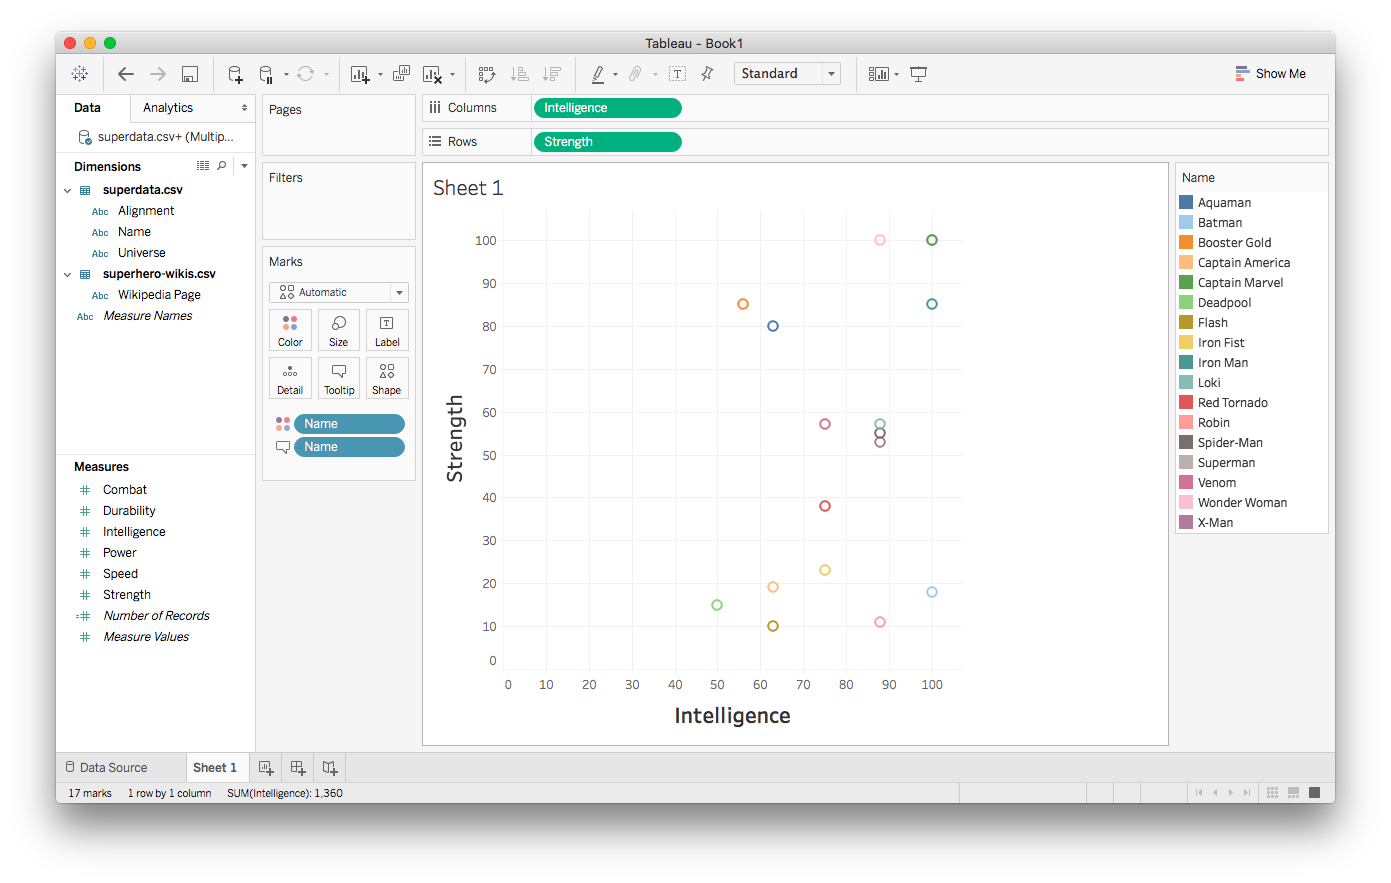 Tableau - Book1
Standard
Show Me
Data
Analytics
superdata.csv+ (Multip...
Dimensions
superdata.csv
Abc Alignment
Abc Name
Abc Universe
superhero-wikis.csv
Abc Wikipedia Page
Abc Measure Names
Measures
Combat
Durability
Intelligence
Power
Speed
Strength
Number of Records
Measure Values
Pages
Filters
Marks
Automatic
Color Size Label
Detail Tooltip Shape
Name
Name
Columns Intelligence
Rows Strength
Sheet 1
Strength
100
90
80
70
60
50
40
30
20
10
0
0 10 20 30 40 50 60 70 80 90 100
Intelligence
Name
Aquaman
Batman
Booster Gold
Captain America
Captain Marvel
Deadpool
Flash
Iron Fist
Iron Man
Loki
Red Tornado
Robin
Spider-Man
Superman
Venom
Wonder Woman
X-Man
Data Source
Sheet 1
17 marks 1 row by 1 column SUM(Intelligence): 1,360